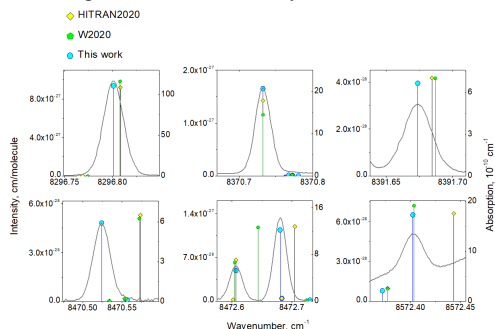 HITRAN2020
W2020
This work
Intensity, cm/molecule
Absorption, 10⁻¹⁰ cm⁻¹
8.0x10⁻²⁷
4.0x10⁻²⁷
0.0
100
50
0
8296.75 8296.80
2.0x10⁻²⁷
1.0x10⁻²⁷
0.0
20
10
0
8370.7 8370.8
4.0x10⁻²⁸
2.0x10⁻²⁸
0.0
6
3
0
8391.65 8391.70
6.0x10⁻²⁸
3.0x10⁻²⁸
0.0
6
3
0
8470.50 8470.55
1.4x10⁻²⁷
7.0x10⁻²⁸
0.0
16
8
0
8472.6 8472.7
6.0x10⁻²⁸
3.0x10⁻²⁸
0.0
20
10
0
8572.40 8572.45
Wavenumber, cm⁻¹